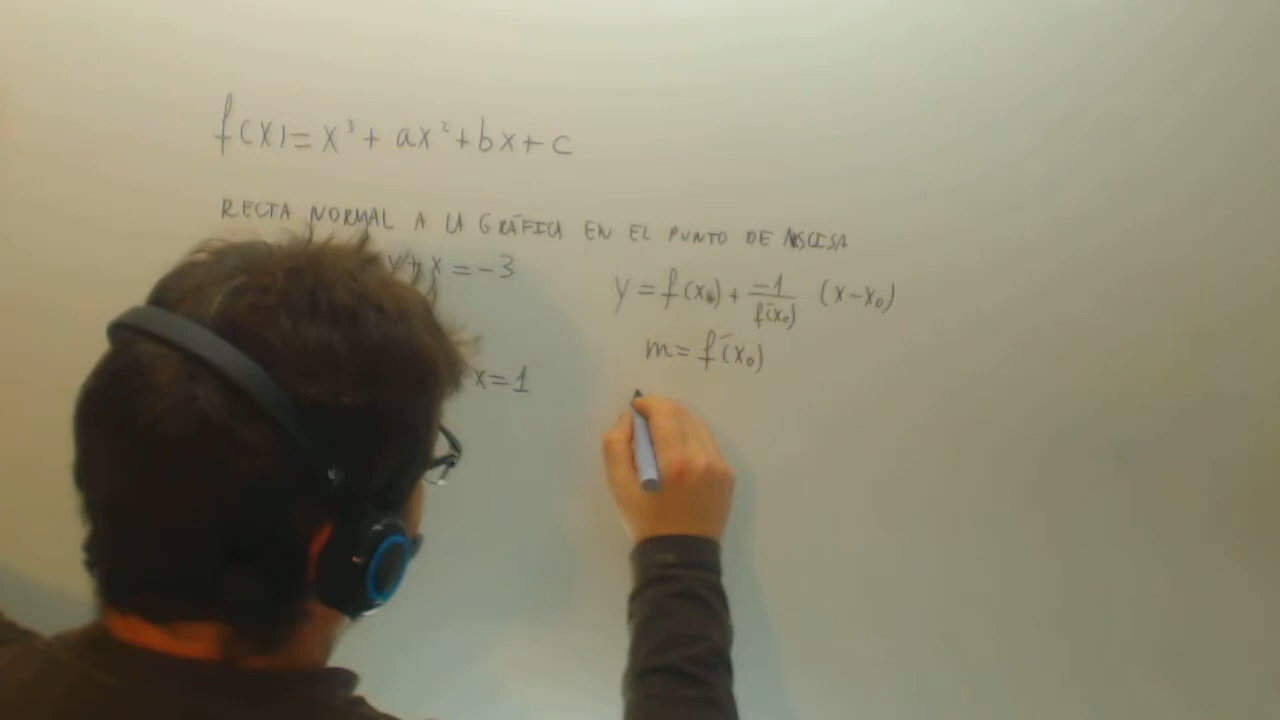 f(x)= x³ + ax² + bx + c
RECTA NORMAL A LA GRÁFICA EN EL PUNTO DE ABSCISA
y + x = -3
y = f(x₀) + -1/f'(x₀) (x - x₀)
m = f'(x₀)
x = 1